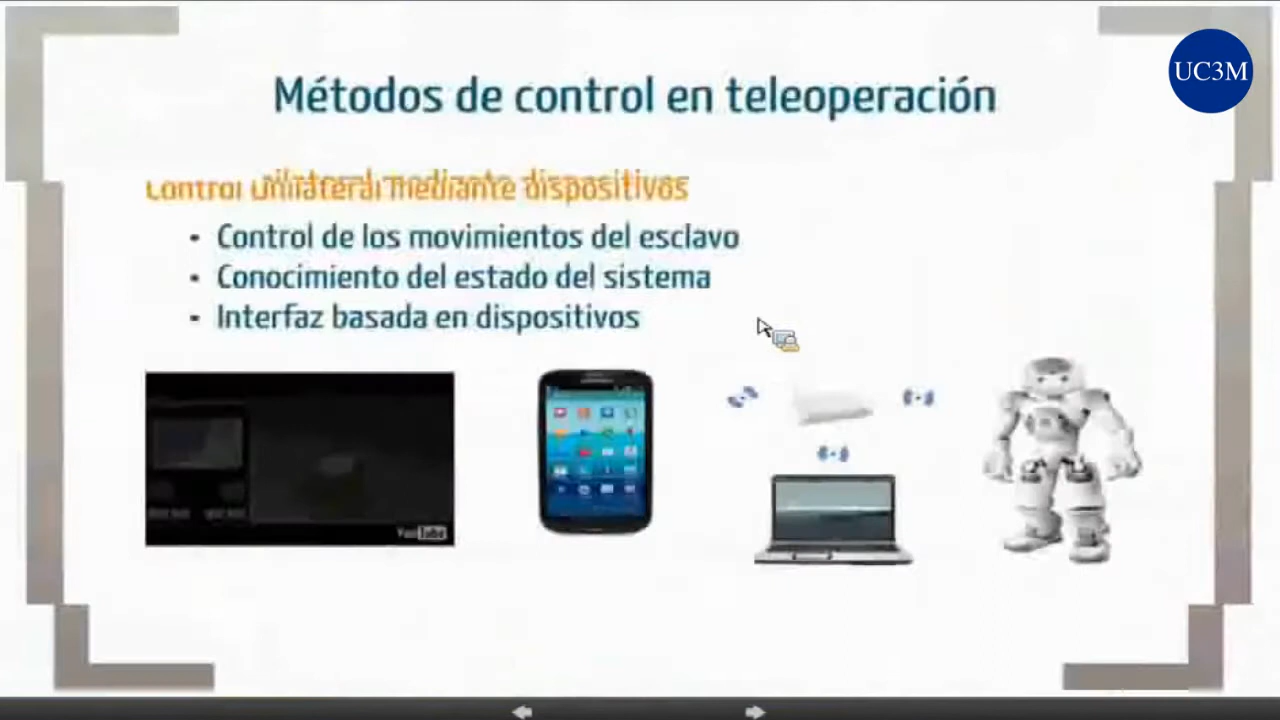 UC3M
Métodos de control en teleoperación
Control unilateral mediante dispositivos
- Control de los movimientos del esclavo
- Conocimiento del estado del sistema
- Interfaz basada en dispositivos
YouTube